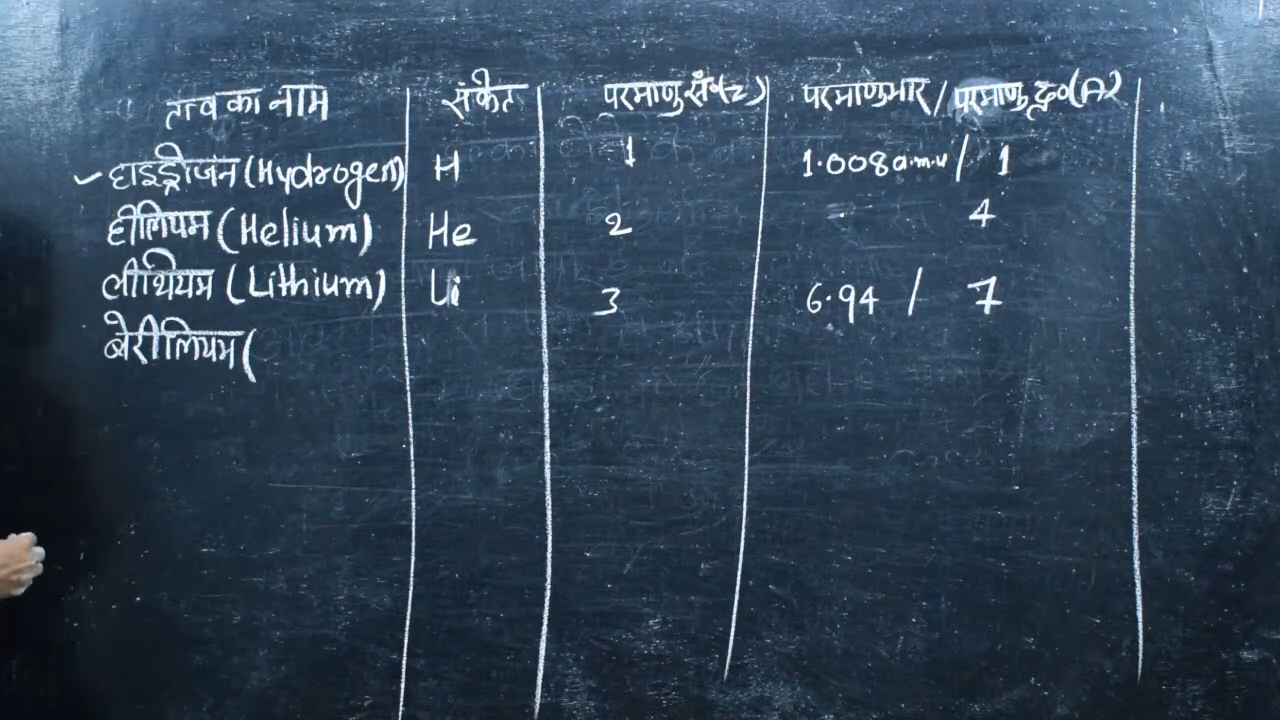 तत्व का नाम संकेत परमाणु सं०(z) परमाणुभार / परमाणु द्र०(A)
हाइड्रोजन (Hydrogen) H 1 1.008 a.m.u / 1
हीलियम (Helium) He 2 4
लीथियम (Lithium) Li 3 6.94 / 7
बेरीलियम (